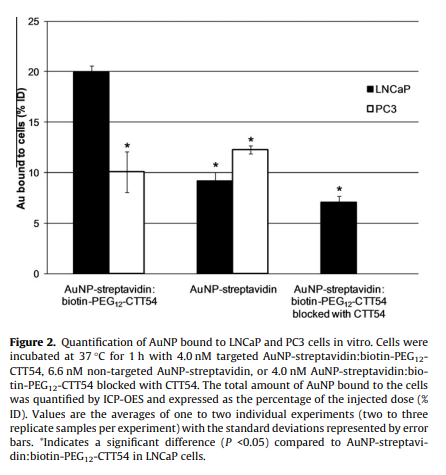 25
20
15
10
5
0
Au bound to cells (% ID)
LNCaP
PC3
*
*
*
*
AuNP-streptavidin:
biotin-PEG12-CTT54
AuNP-streptavidin
AuNP-streptavidin:
biotin-PEG12-CTT54
blocked with CTT54
Figure 2. Quantification of AuNP bound to LNCaP and PC3 cells in vitro. Cells were
incubated at 37 °C for 1 h with 4.0 nM targeted AuNP-streptavidin:biotin-PEG12-
CTT54, 6.6 nM non-targeted AuNP-streptavidin, or 4.0 nM AuNP-streptavidin:bio-
tin-PEG12-CTT54 blocked with CTT54. The total amount of AuNP bound to the cells
was quantified by ICP-OES and expressed as the percentage of the injected dose (%
ID). Values are the averages of one to two individual experiments (two to three
replicate samples per experiment) with the standard deviations represented by error
bars. *Indicates a significant difference (P <0.05) compared to AuNP-streptavi-
din:biotin-PEG12-CTT54 in LNCaP cells.